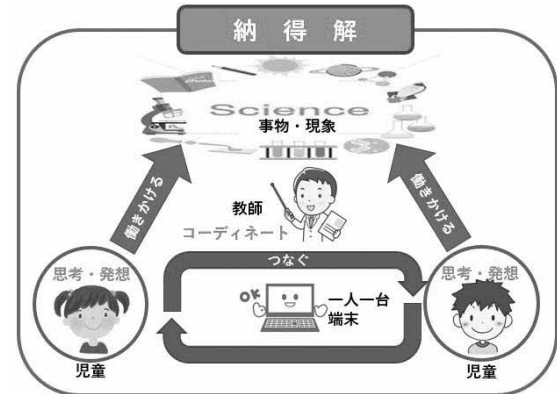 納得解
Science
事物・現象
働きかける
働きかける
教師
コーディネート
つなぐ
思考・発想
思考・発想
OK
一人一台
端末
児童
児童